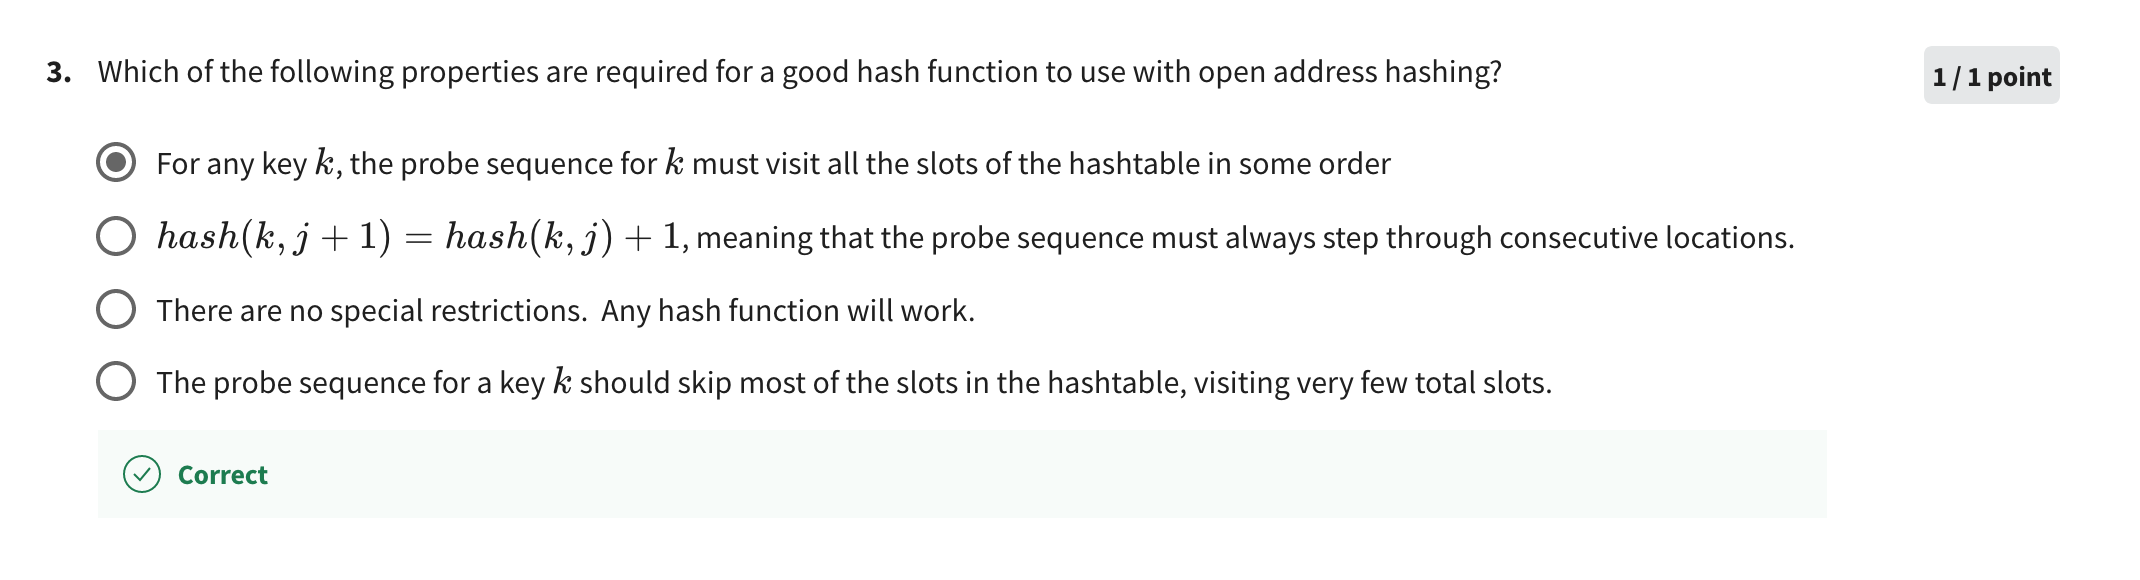 3. Which of the following properties are required for a good hash function to use with open address hashing?
1 / 1 point
For any key k, the probe sequence for k must visit all the slots of the hashtable in some order
hash(k, j + 1) = hash(k, j) + 1, meaning that the probe sequence must always step through consecutive locations.
There are no special restrictions. Any hash function will work.
The probe sequence for a key k should skip most of the slots in the hashtable, visiting very few total slots.
Correct